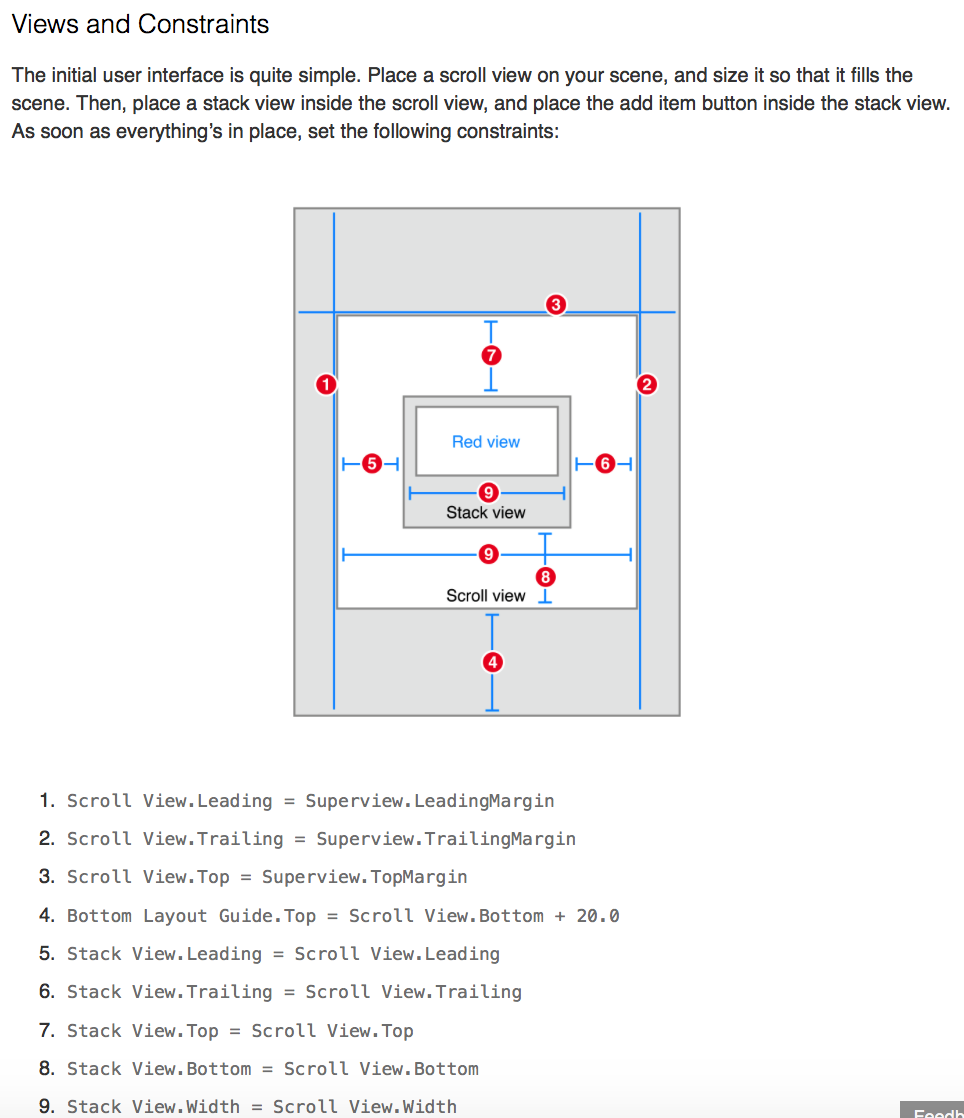 Views and Constraints
The initial user interface is quite simple. Place a scroll view on your scene, and size it so that it fills the
scene. Then, place a stack view inside the scroll view, and place the add item button inside the stack view.
As soon as everything’s in place, set the following constraints:
3
7
1
2
Red view
5
6
9
Stack view
9
8
Scroll view
4
1. Scroll View.Leading = Superview.LeadingMargin
2. Scroll View.Trailing = Superview.TrailingMargin
3. Scroll View.Top = Superview.TopMargin
4. Bottom Layout Guide.Top = Scroll View.Bottom + 20.0
5. Stack View.Leading = Scroll View.Leading
6. Stack View.Trailing = Scroll View.Trailing
7. Stack View.Top = Scroll View.Top
8. Stack View.Bottom = Scroll View.Bottom
9. Stack View.Width = Scroll View.Width